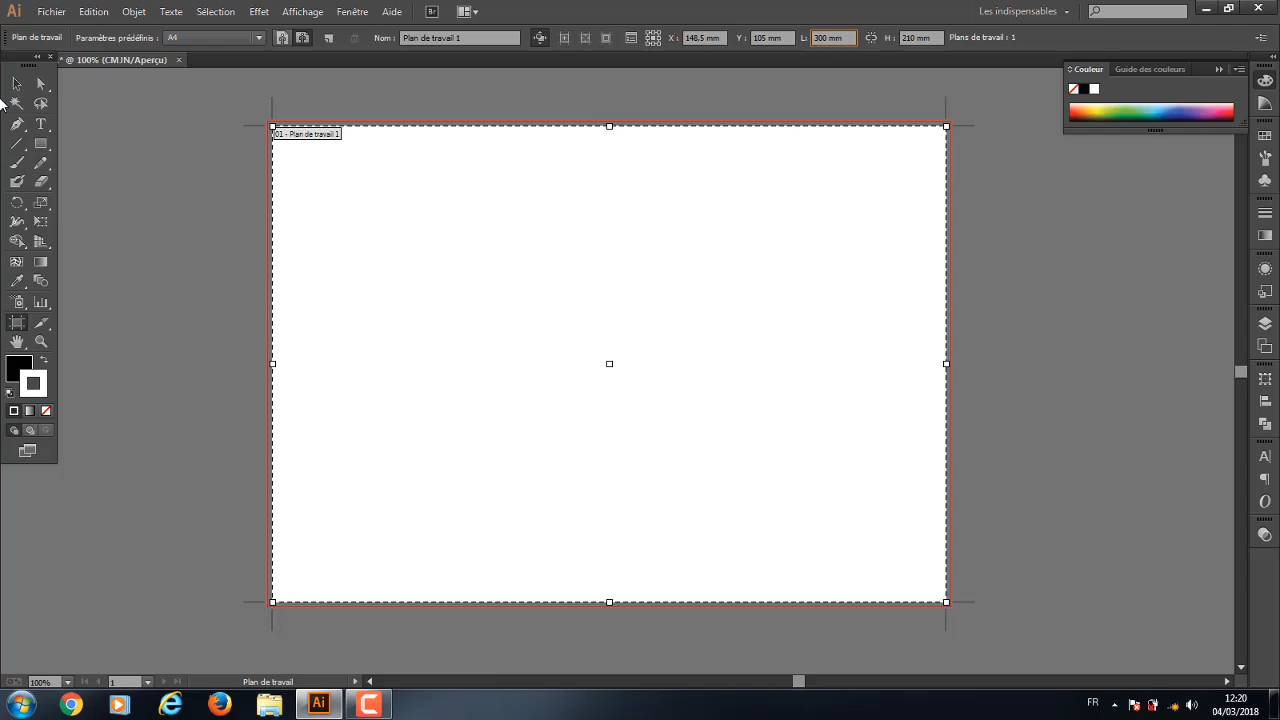 Ai Fichier Edition Objet Texte Sélection Effet Affichage Fenêtre Aide Br Les indispensables
Plan de travail Paramètres prédéfinis : A4 Nom : Plan de travail 1 X : 148,5 mm Y : 105 mm L : 300 mm H : 210 mm Plans de travail : 1
* @ 100% (CMJN/Aperçu)
Couleur Guide des couleurs
01 - Plan de travail 1
100% 1 Plan de travail
Ai FR 12:20
04/03/2018